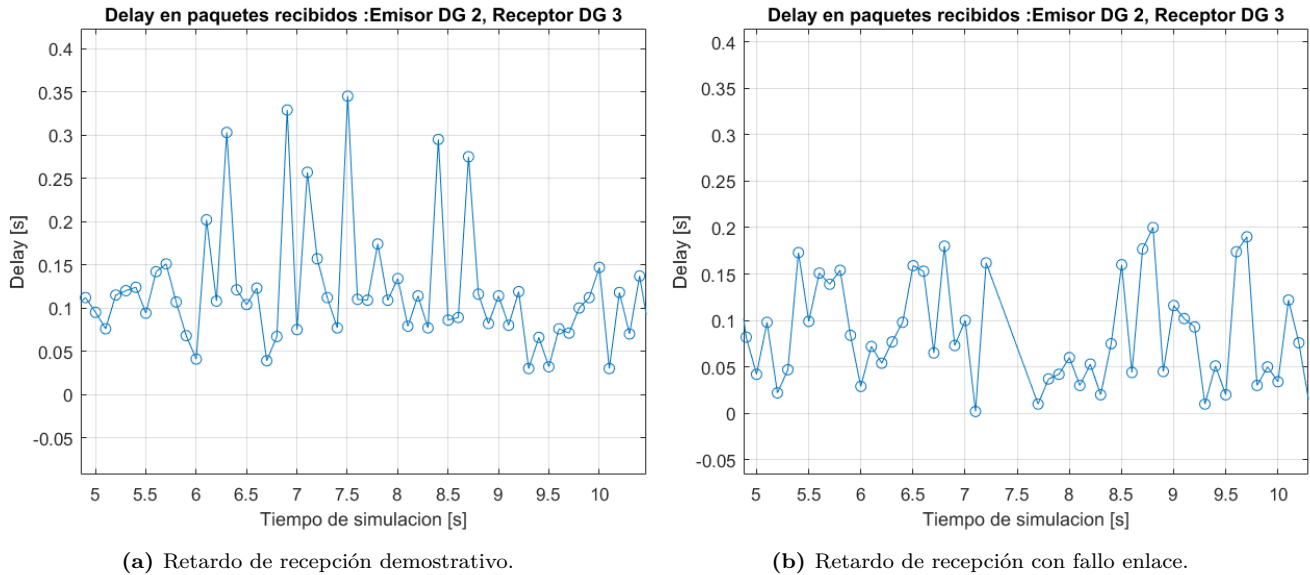 Delay en paquetes recibidos :Emisor DG 2, Receptor DG 3
0.4
0.35
0.3
0.25
0.2
0.15
0.1
0.05
0
-0.05
Delay [s]
5 5.5 6 6.5 7 7.5 8 8.5 9 9.5 10
Tiempo de simulacion [s]
(a) Retardo de recepción demostrativo.
Delay en paquetes recibidos :Emisor DG 2, Receptor DG 3
0.4
0.35
0.3
0.25
0.2
0.15
0.1
0.05
0
-0.05
Delay [s]
5 5.5 6 6.5 7 7.5 8 8.5 9 9.5 10
Tiempo de simulacion [s]
(b) Retardo de recepción con fallo enlace.